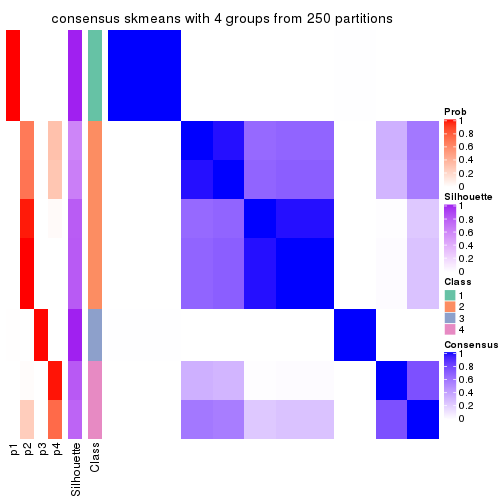 consensus skmeans with 4 groups from 250 partitions
Prob
1
0.8
0.6
0.4
0.2
0
Silhouette
1
0.8
0.6
0.4
0.2
0
Class
1
2
3
4
Consensus
1
0.8
0.6
0.4
0.2
0
p1
p2
p3
p4
Silhouette
Class